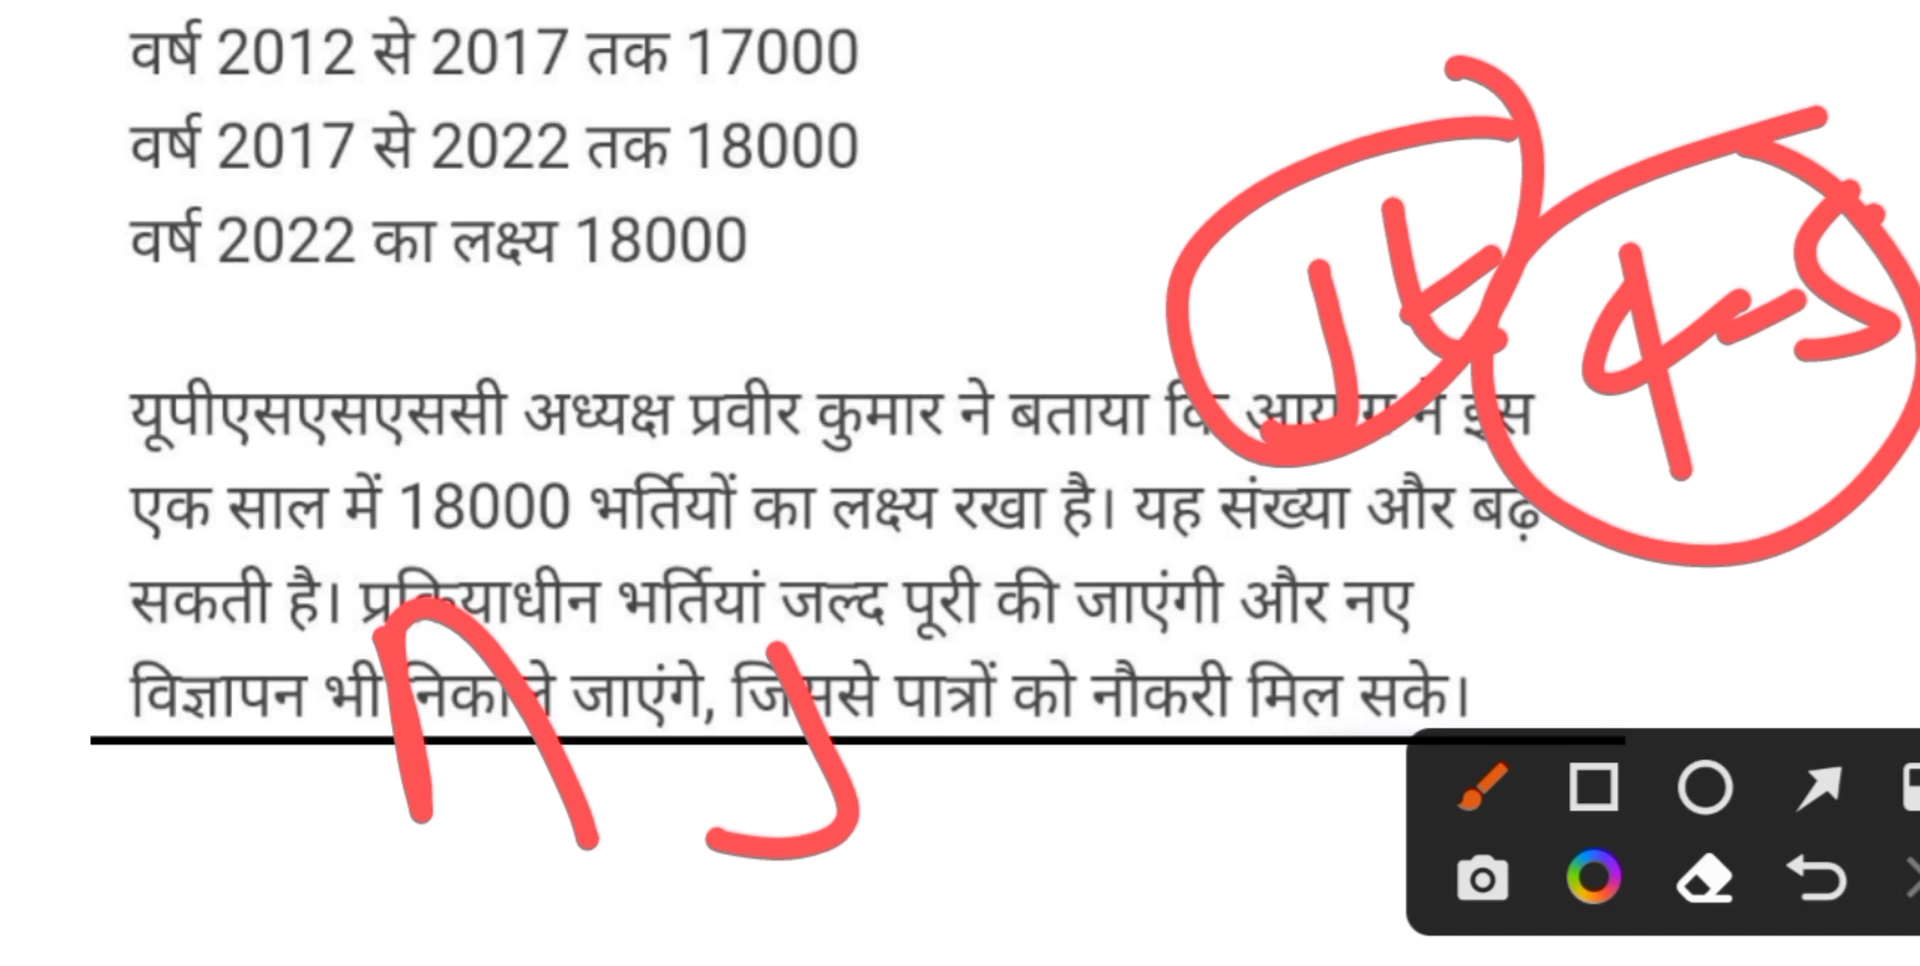 वर्ष 2012 से 2017 तक 17000
वर्ष 2017 से 2022 तक 18000
वर्ष 2022 का लक्ष्य 18000
यूपीएसएसएससी अध्यक्ष प्रवीर कुमार ने बताया कि आयोग ने इस
एक साल में 18000 भर्तियों का लक्ष्य रखा है। यह संख्या और बढ़
सकती है। प्रक्रियाधीन भर्तियां जल्द पूरी की जाएंगी और नए
विज्ञापन भी निकाले जाएंगे, जिससे पात्रों को नौकरी मिल सके।